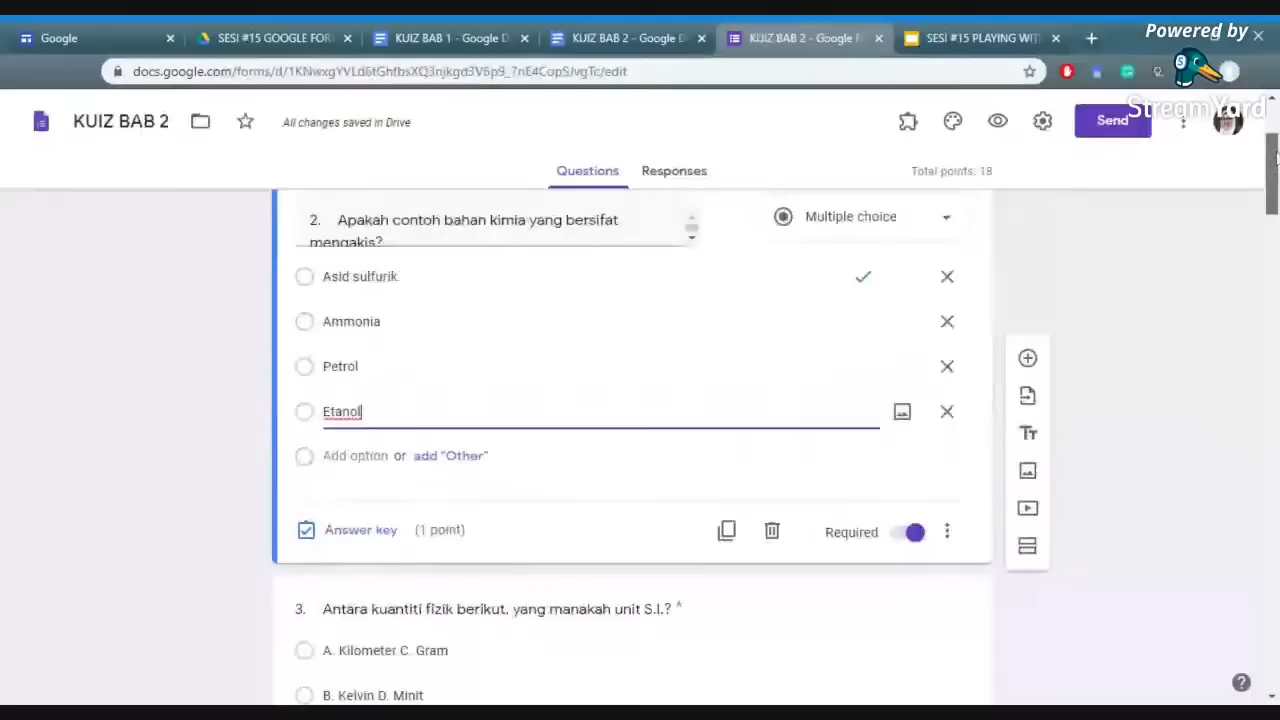 Powered by
Google
SESI #15 GOOGLE FOR
KUIZ BAB 1 - Google D
KUIZ BAB 2 - Google D
KUIZ BAB 2 - Google F
SESI #15 PLAYING WIT
StreamYard
KUIZ BAB 2
All changes saved in Drive
Send
Questions
Responses
Total points: 18
2. Apakah contoh bahan kimia yang bersifat
mengakis?
Multiple choice
Asid sulfurik
Ammonia
Petrol
Etanol
Add option or add "Other"
Answer key (1 point)
Required
3. Antara kuantiti fizik berikut, yang manakah unit S.I.? *
A. Kilometer C. Gram
B. Kelvin D. Minit